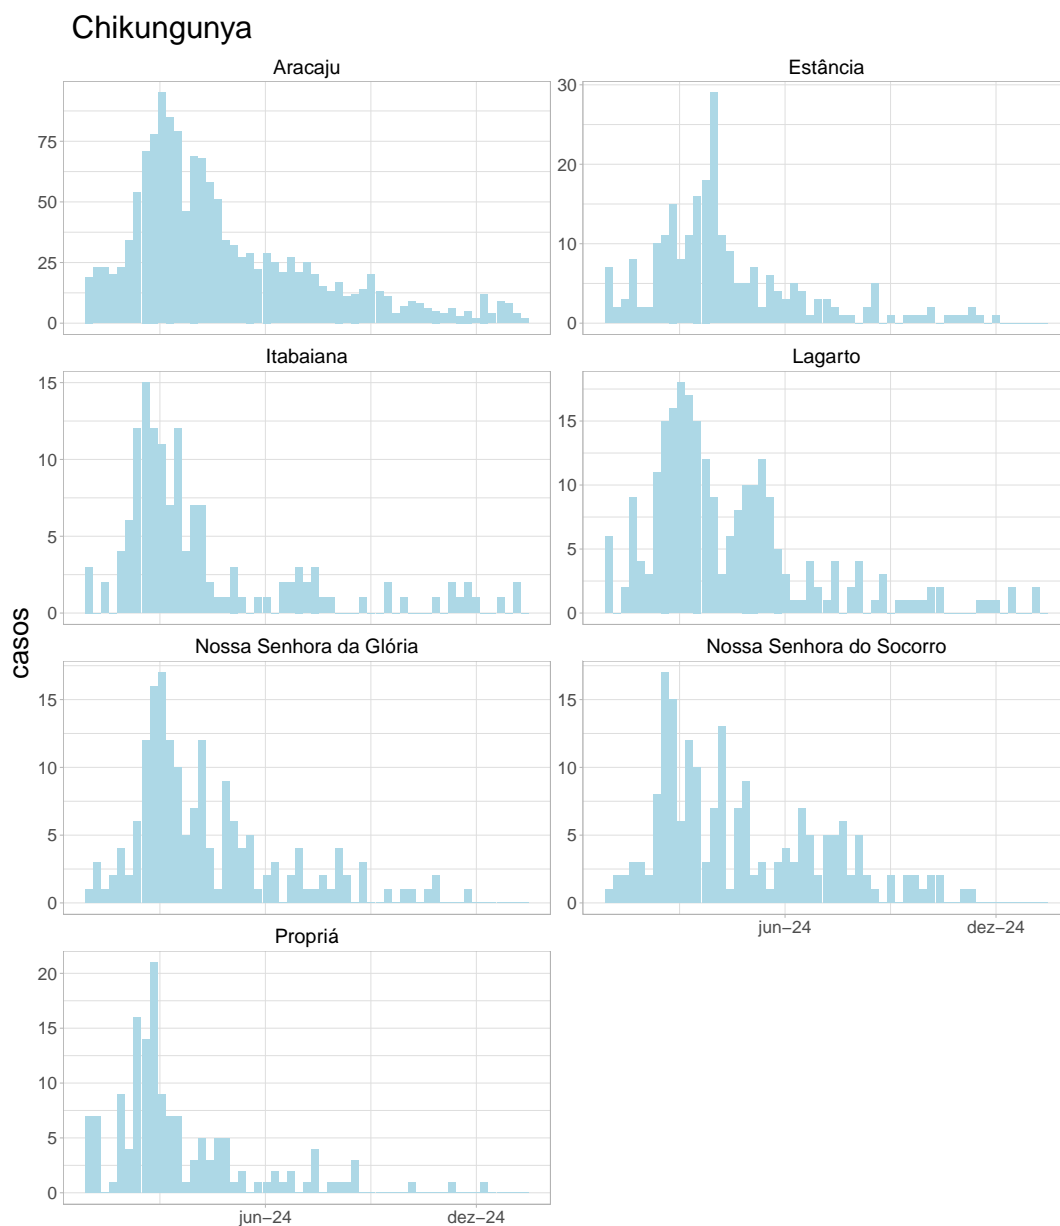 Chikungunya
Aracaju
Estância
75
50
25
0
30
20
10
0
Itabaiana
Lagarto
15
10
5
0
15
10
5
0
casos
Nossa Senhora da Glória
Nossa Senhora do Socorro
15
10
5
0
15
10
5
0
jun−24
dez−24
Propriá
20
15
10
5
0
jun−24
dez−24